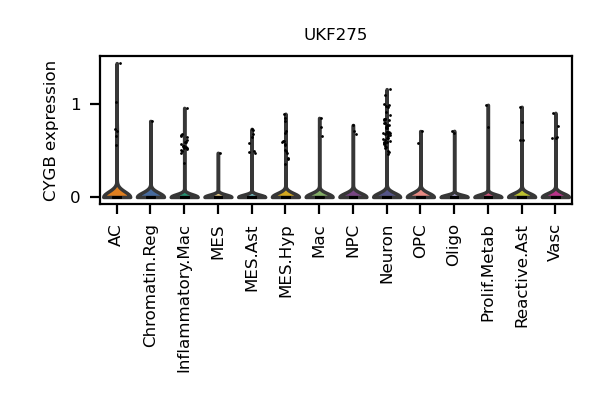 UKF275
CYGB expression
1
0
AC
Chromatin.Reg
Inflammatory.Mac
MES
MES.Ast
MES.Hyp
Mac
NPC
Neuron
OPC
Oligo
Prolif.Metab
Reactive.Ast
Vasc